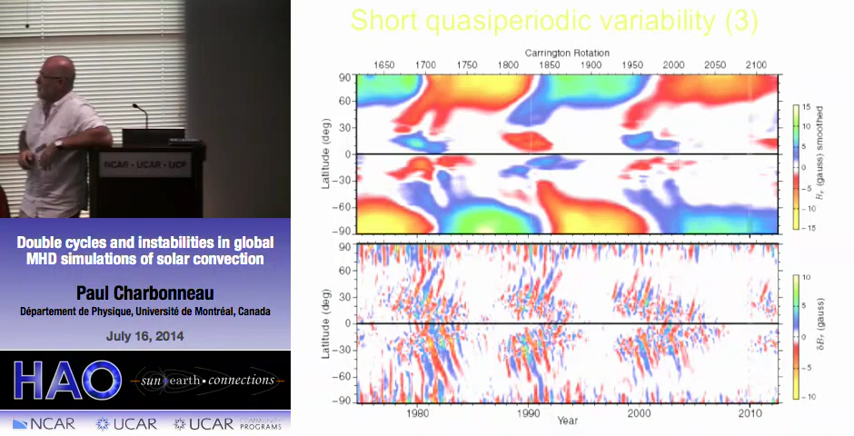 Short quasiperiodic variability (3)
Carrington Rotation
1650 1700 1750 1800 1850 1900 1950 2000 2050 2100
90
60
30
0
−30
−60
−90
Latitude (deg)
15
10
5
0
−5
−10
−15
Br (gauss) smoothed
90
60
30
0
−30
−60
−90
Latitude (deg)
10
5
0
−5
−10
δBr (gauss)
1980 1990 2000 2010
Year
NCAR • UCAR • UCP
Double cycles and instabilities in global
MHD simulations of solar convection
Paul Charbonneau
Département de Physique, Université de Montréal, Canada
July 16, 2014
HAO
sun earth • connections
NCAR UCAR UCAR COMMUNITY
PROGRAMS